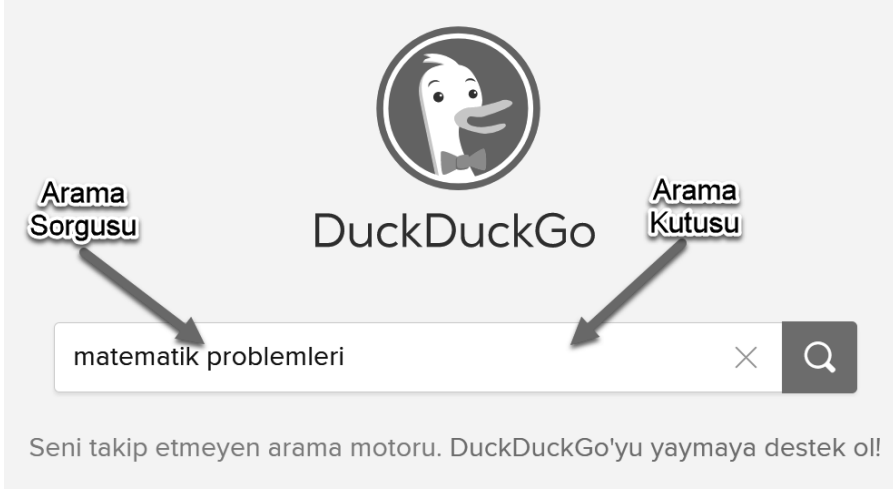 Arama
Sorgusu
Arama
Kutusu
DuckDuckGo
matematik problemleri
Seni takip etmeyen arama motoru. DuckDuckGo'yu yaymaya destek ol!